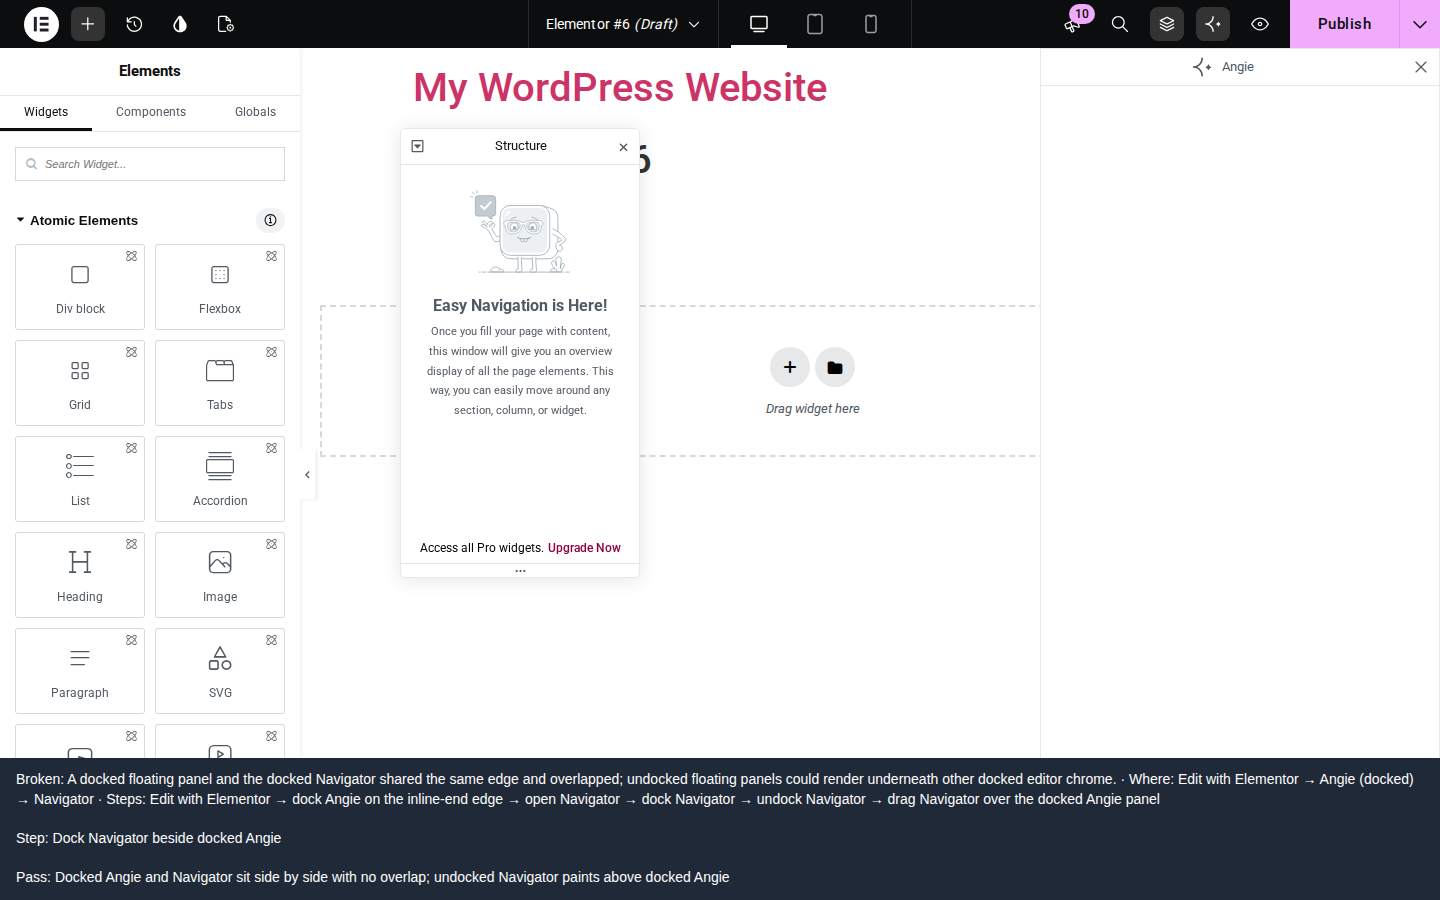 Elementor #6 (Draft)
10
Publish
Elements
Widgets
Components
Globals
Search Widget...
Atomic Elements
Div block
Flexbox
Grid
Tabs
List
Accordion
Heading
Image
Paragraph
SVG
My WordPress Website
6
Structure
Easy Navigation is Here!
Once you fill your page with content,
this window will give you an overview
display of all the page elements. This
way, you can easily move around any
section, column, or widget.
Access all Pro widgets. Upgrade Now
Drag widget here
Angie
Broken: A docked floating panel and the docked Navigator shared the same edge and overlapped; undocked floating panels could render underneath other docked editor chrome. · Where: Edit with Elementor → Angie (docked)
→ Navigator · Steps: Edit with Elementor → dock Angie on the inline-end edge → open Navigator → dock Navigator → undock Navigator → drag Navigator over the docked Angie panel
Step: Dock Navigator beside docked Angie
Pass: Docked Angie and Navigator sit side by side with no overlap; undocked Navigator paints above docked Angie